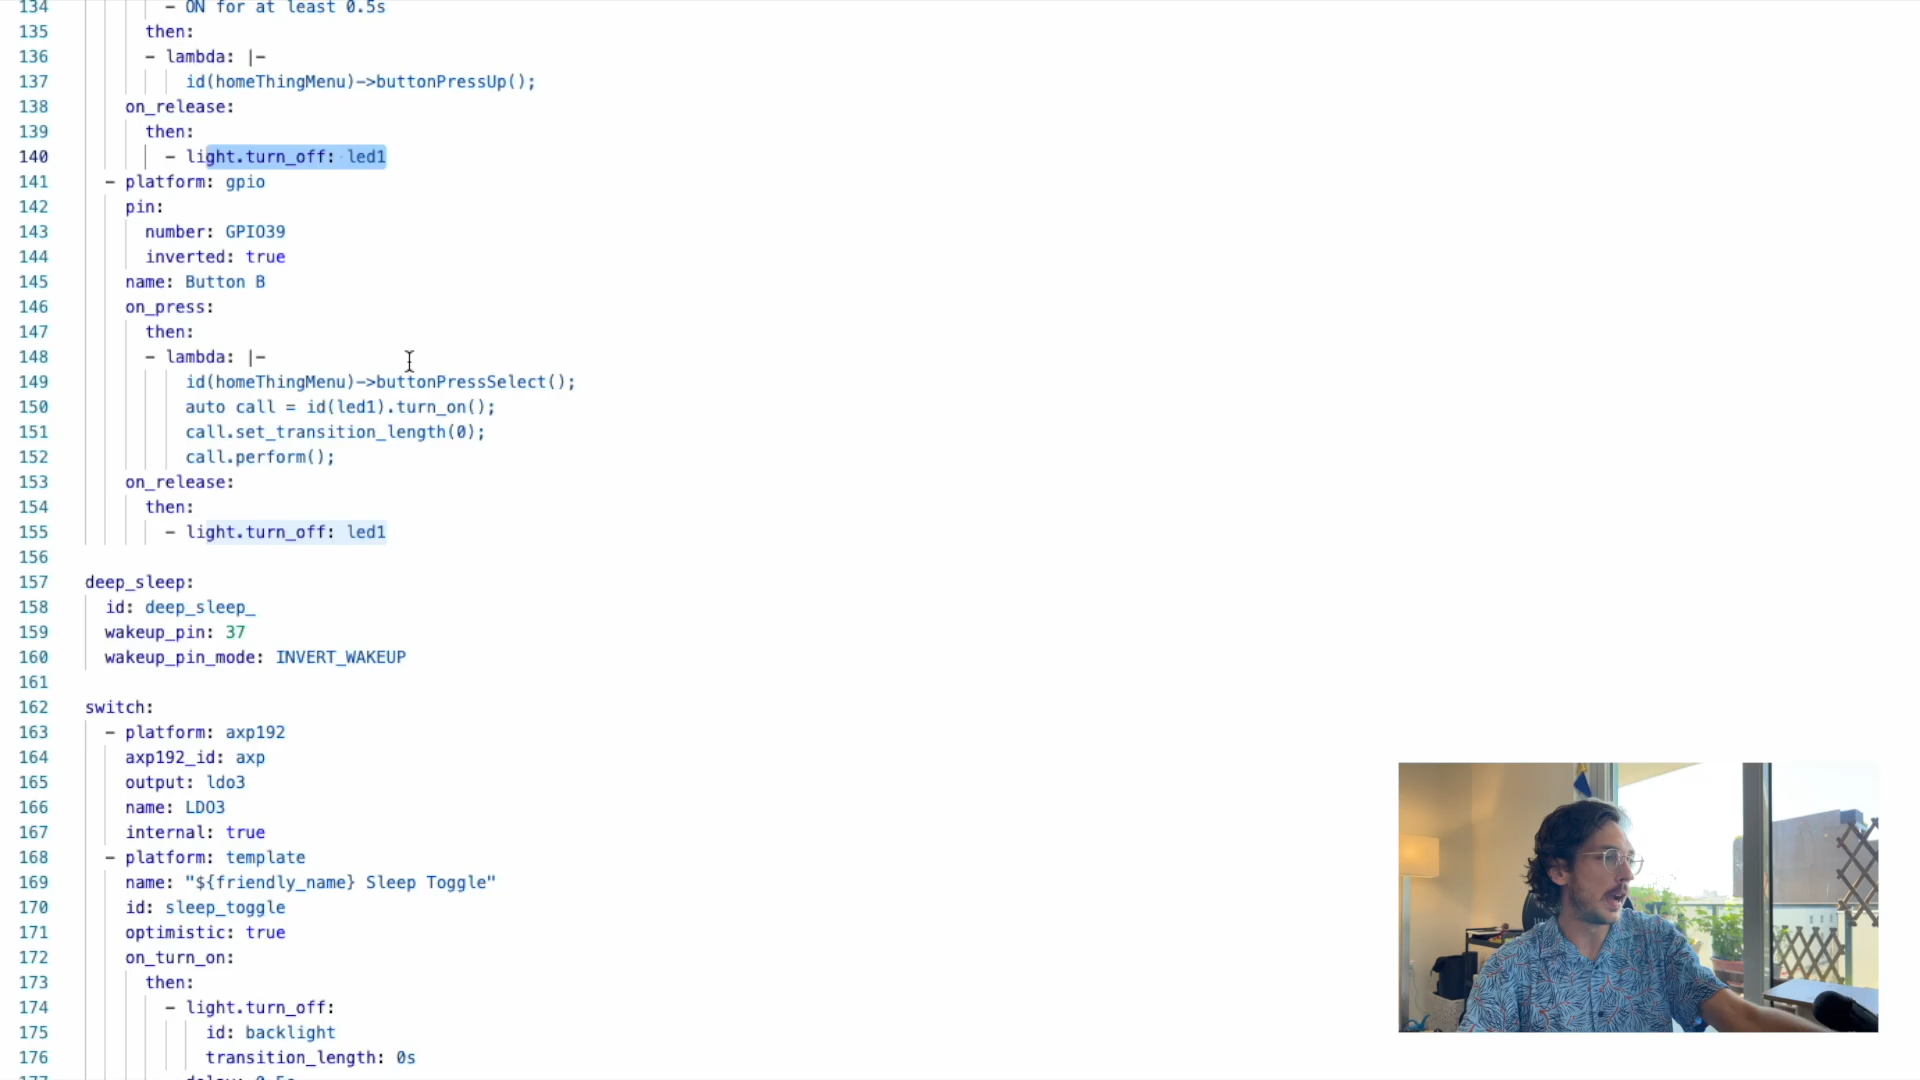 134 - ON for at least 0.5s
135 then:
136 - lambda: |-
137 id(homeThingMenu)->buttonPressUp();
138 on_release:
139 then:
140 - light.turn_off: led1
141 - platform: gpio
142 pin:
143 number: GPIO39
144 inverted: true
145 name: Button B
146 on_press:
147 then:
148 - lambda: |-
149 id(homeThingMenu)->buttonPressSelect();
150 auto call = id(led1).turn_on();
151 call.set_transition_length(0);
152 call.perform();
153 on_release:
154 then:
155 - light.turn_off: led1
156
157 deep_sleep:
158 id: deep_sleep_
159 wakeup_pin: 37
160 wakeup_pin_mode: INVERT_WAKEUP
161
162 switch:
163 - platform: axp192
164 axp192_id: axp
165 output: ldo3
166 name: LDO3
167 internal: true
168 - platform: template
169 name: "${friendly_name} Sleep Toggle"
170 id: sleep_toggle
171 optimistic: true
172 on_turn_on:
173 then:
174 - light.turn_off:
175 id: backlight
176 transition_length: 0s
177 delay: 0.5s